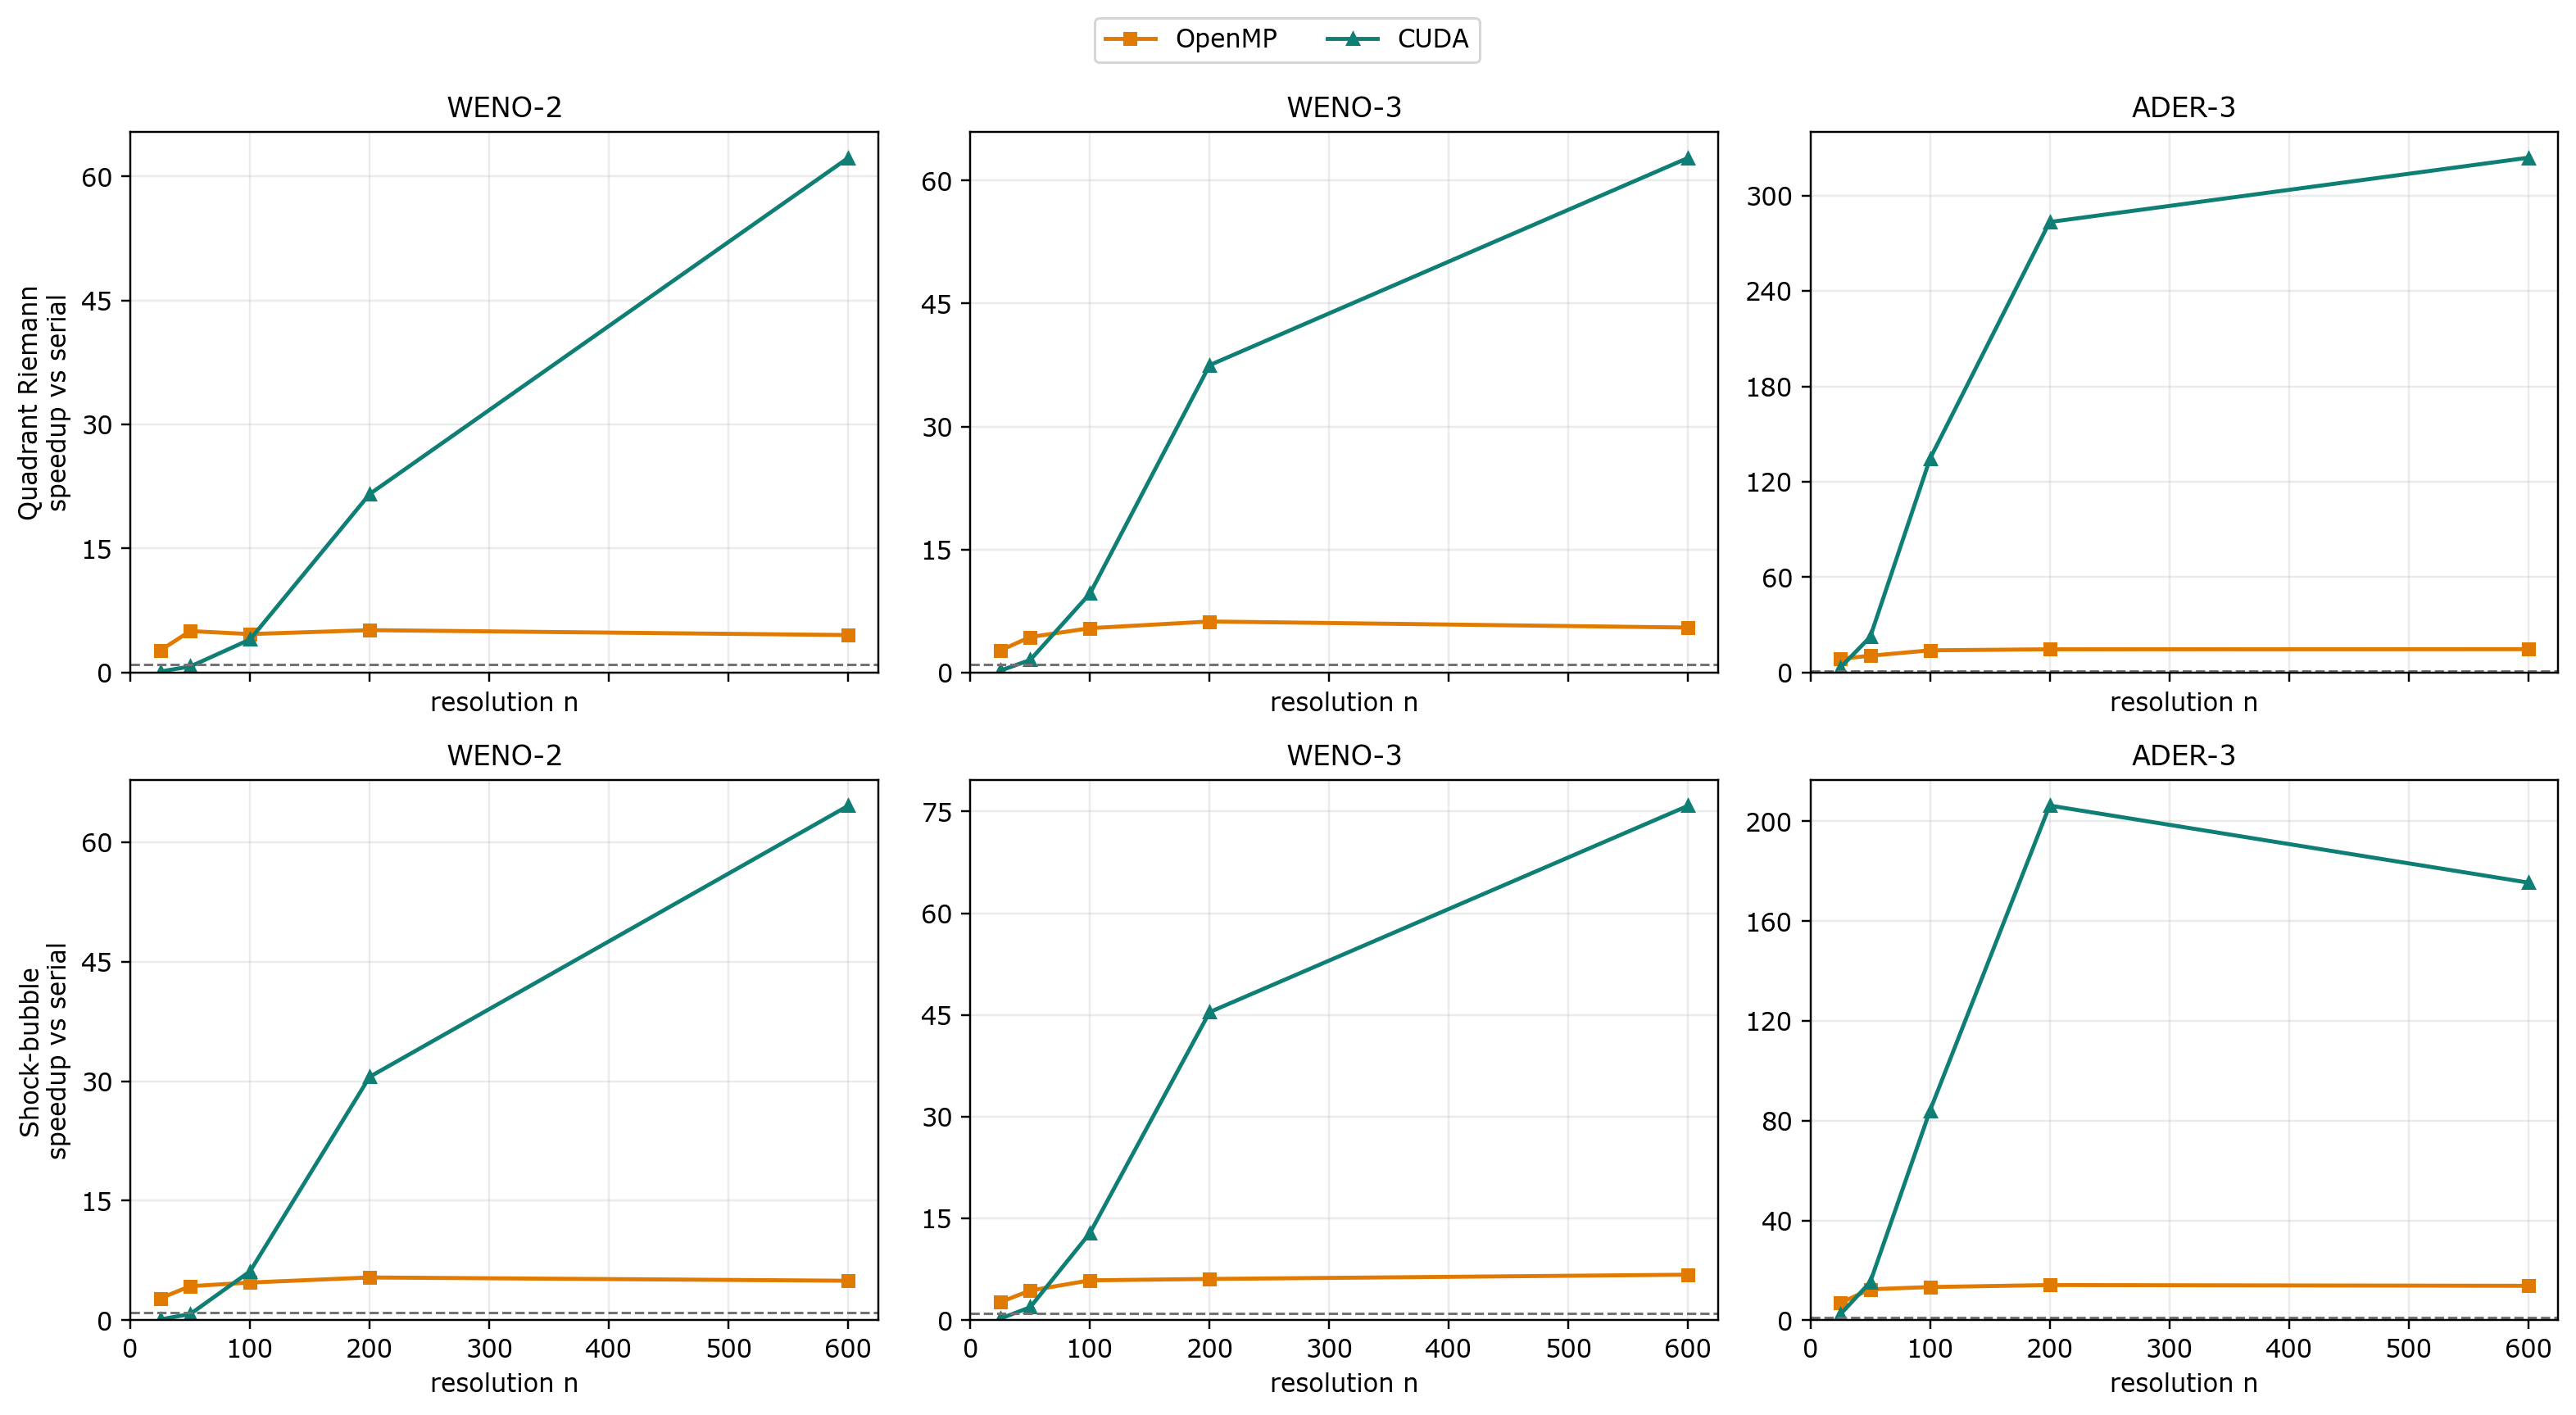 OpenMP CUDA
WENO-2 WENO-3 ADER-3
Quadrant Riemann
speedup vs serial
60
45
30
15
0
60
45
30
15
0
300
240
180
120
60
0
resolution n resolution n resolution n
WENO-2 WENO-3 ADER-3
Shock-bubble
speedup vs serial
60
45
30
15
0
75
60
45
30
15
0
200
160
120
80
40
0
0 100 200 300 400 500 600
0 100 200 300 400 500 600
0 100 200 300 400 500 600
resolution n resolution n resolution n